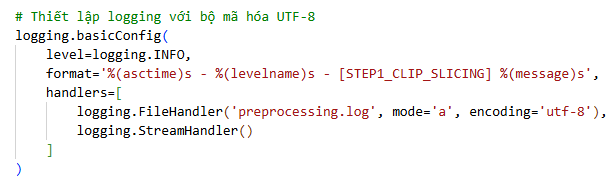 # Thiết lập logging với bộ mã hóa UTF-8
logging.basicConfig(
    level=logging.INFO,
    format='%(asctime)s - %(levelname)s - [STEP1_CLIP_SLICING] %(message)s',
    handlers=[
        logging.FileHandler('preprocessing.log', mode='a', encoding='utf-8'),
        logging.StreamHandler()
    ]
)